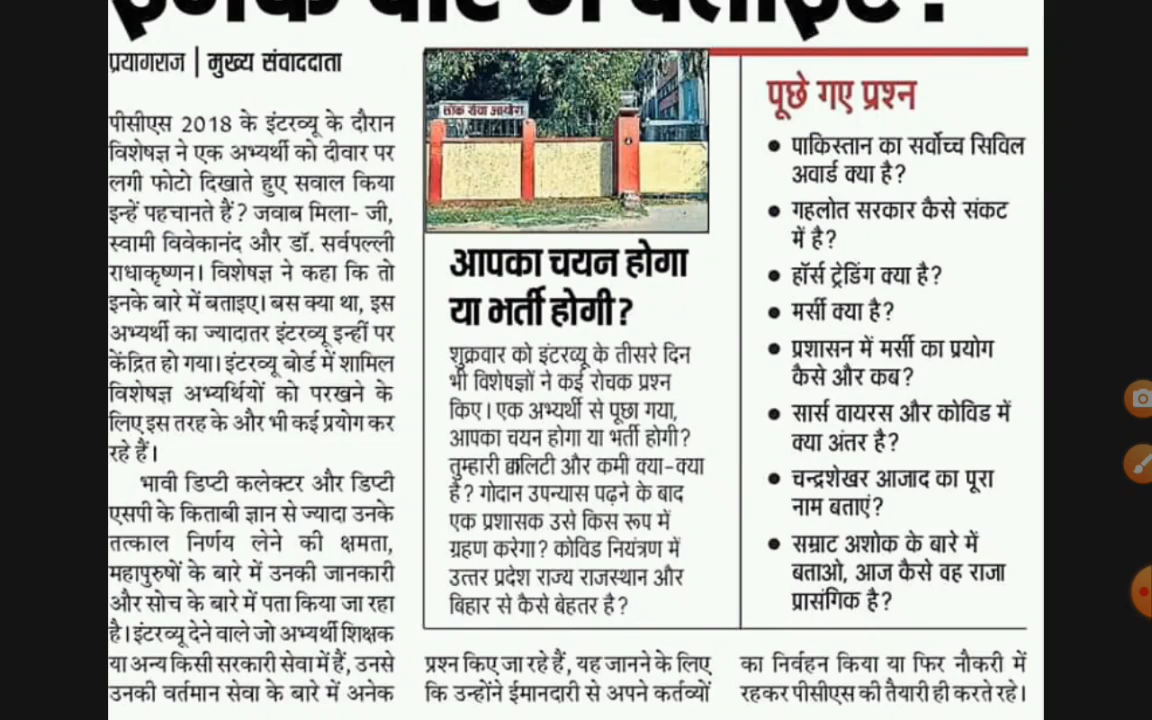 इनके बारे में बताइए?
प्रयागराज | मुख्य संवाददाता
पीसीएस 2018 के इंटरव्यू के दौरान
विशेषज्ञ ने एक अभ्यर्थी को दीवार पर
लगी फोटो दिखाते हुए सवाल किया
इन्हें पहचानते हैं? जवाब मिला- जी,
स्वामी विवेकानंद और डॉ. सर्वपल्ली
राधाकृष्णन। विशेषज्ञ ने कहा कि तो
इनके बारे में बताइए। बस क्या था, इस
अभ्यर्थी का ज्यादातर इंटरव्यू इन्हीं पर
केंद्रित हो गया। इंटरव्यू बोर्ड में शामिल
विशेषज्ञ अभ्यर्थियों को परखने के
लिए इस तरह के और भी कई प्रयोग कर
रहे हैं।
भावी डिप्टी कलेक्टर और डिप्टी
एसपी के किताबी ज्ञान से ज्यादा उनके
तत्काल निर्णय लेने की क्षमता,
महापुरुषों के बारे में उनकी जानकारी
और सोच के बारे में पता किया जा रहा
है। इंटरव्यू देने वाले जो अभ्यर्थी शिक्षक
या अन्य किसी सरकारी सेवा में हैं, उनसे
उनकी वर्तमान सेवा के बारे में अनेक
लोक सेवा आयोग
आपका चयन होगा
या भर्ती होगी?
शुक्रवार को इंटरव्यू के तीसरे दिन
भी विशेषज्ञों ने कई रोचक प्रश्न
किए। एक अभ्यर्थी से पूछा गया,
आपका चयन होगा या भर्ती होगी?
तुम्हारी क्वालिटी और कमी क्या-क्या
है? गोदान उपन्यास पढ़ने के बाद
एक प्रशासक उसे किस रूप में
ग्रहण करेगा? कोविड नियंत्रण में
उत्तर प्रदेश राज्य राजस्थान और
बिहार से कैसे बेहतर है?
प्रश्न किए जा रहे हैं, यह जानने के लिए
कि उन्होंने ईमानदारी से अपने कर्तव्यों
पूछे गए प्रश्न
• पाकिस्तान का सर्वोच्च सिविल
अवार्ड क्या है?
• गहलोत सरकार कैसे संकट
में है?
• हॉर्स ट्रेडिंग क्या है?
• मर्सी क्या है?
• प्रशासन में मर्सी का प्रयोग
कैसे और कब?
• सार्स वायरस और कोविड में
क्या अंतर है?
• चन्द्रशेखर आजाद का पूरा
नाम बताएं?
• सम्राट अशोक के बारे में
बताओ, आज कैसे वह राजा
प्रासंगिक है?
का निर्वहन किया या फिर नौकरी में
रहकर पीसीएस की तैयारी ही करते रहे।